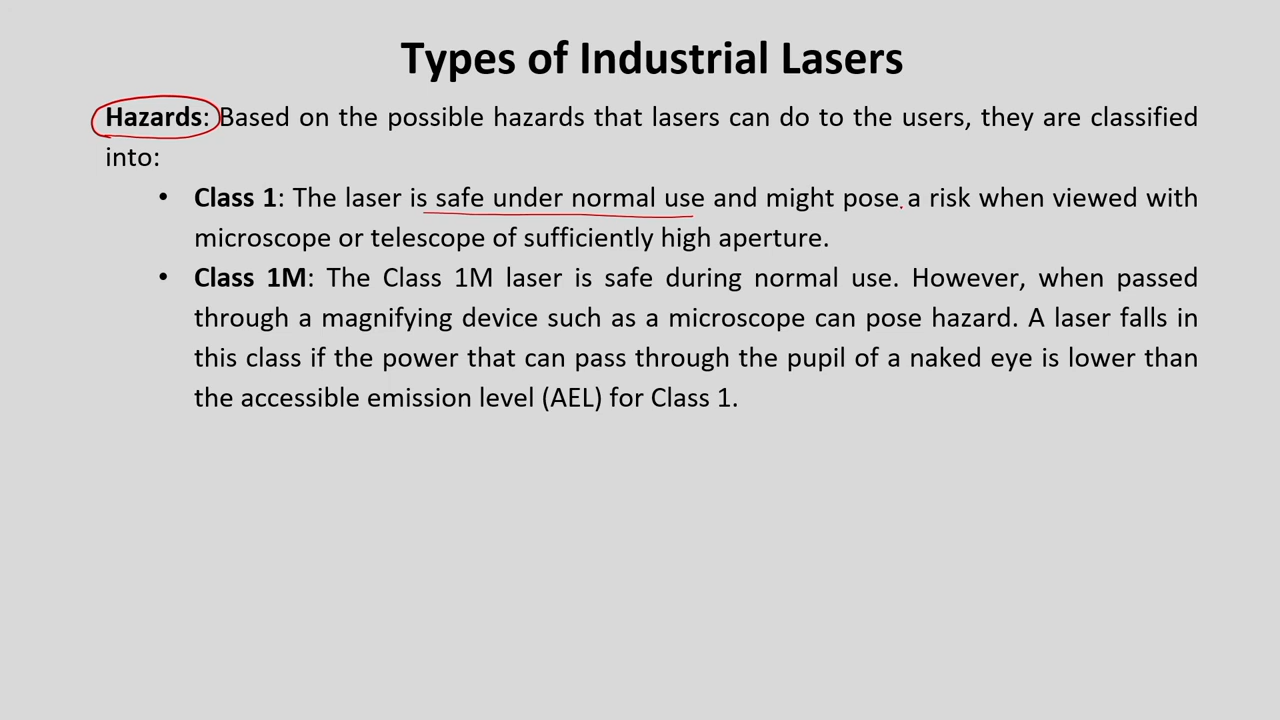 Types of Industrial Lasers
Hazards: Based on the possible hazards that lasers can do to the users, they are classified
into:
• Class 1: The laser is safe under normal use and might pose a risk when viewed with
microscope or telescope of sufficiently high aperture.
• Class 1M: The Class 1M laser is safe during normal use. However, when passed
through a magnifying device such as a microscope can pose hazard. A laser falls in
this class if the power that can pass through the pupil of a naked eye is lower than
the accessible emission level (AEL) for Class 1.